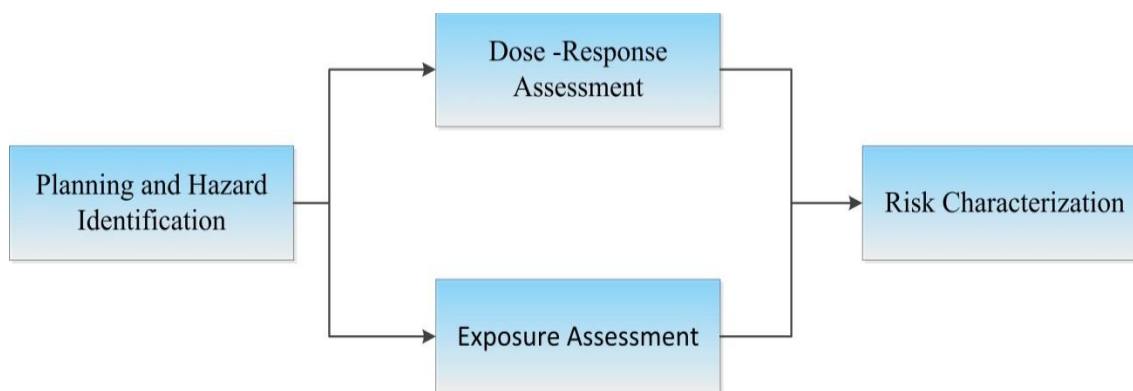 Planning and Hazard
Identification
Dose -Response
Assessment
Exposure Assessment
Risk Characterization